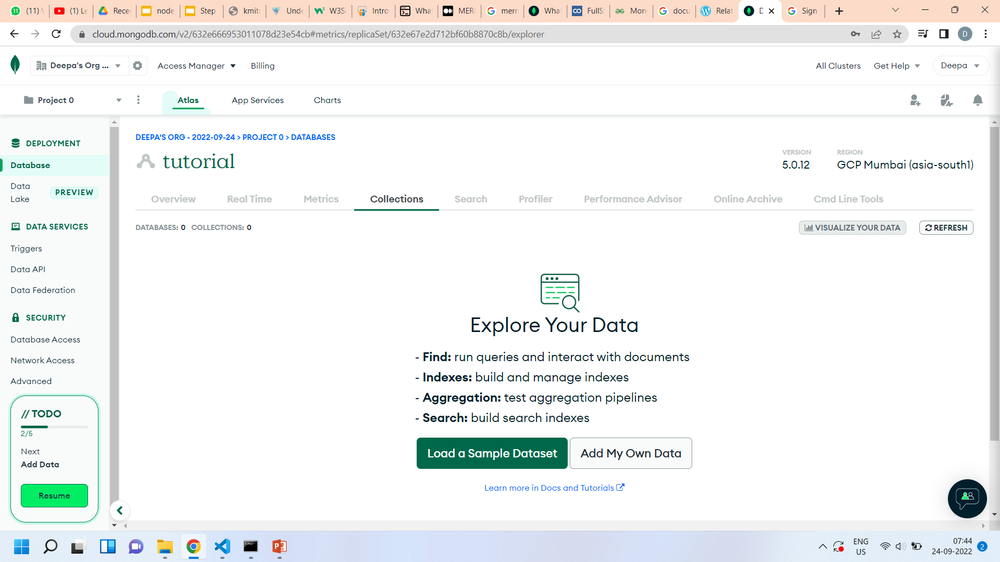 (11) W
(1) Le
Recen
node
Step
kmit
Unde
W3Sc
Intro
What
MERN
mern
What
FullS
Mong
docu
Relat
D
Sign
cloud.mongodb.com/v2/632e666953011078d23e54cb#metrics/replicaSet/632e67e2d712bf60b8870c8b/explorer
D
Deepa's Org ...
Access Manager
Billing
All Clusters
Get Help
Deepa
Project 0
Atlas
App Services
Charts
DEPLOYMENT
Database
Data Lake
PREVIEW
DATA SERVICES
Triggers
Data API
Data Federation
SECURITY
Database Access
Network Access
Advanced
// TODO
2/5
Next
Add Data
Resume
DEEPA'S ORG - 2022-09-24 > PROJECT 0 > DATABASES
tutorial
VERSION
5.0.12
REGION
GCP Mumbai (asia-south1)
Overview
Real Time
Metrics
Collections
Search
Profiler
Performance Advisor
Online Archive
Cmd Line Tools
DATABASES: 0 COLLECTIONS: 0
VISUALIZE YOUR DATA
REFRESH
Explore Your Data
- Find: run queries and interact with documents
- Indexes: build and manage indexes
- Aggregation: test aggregation pipelines
- Search: build search indexes
Load a Sample Dataset
Add My Own Data
Learn more in Docs and Tutorials
ENG
US
07:44
24-09-2022
2